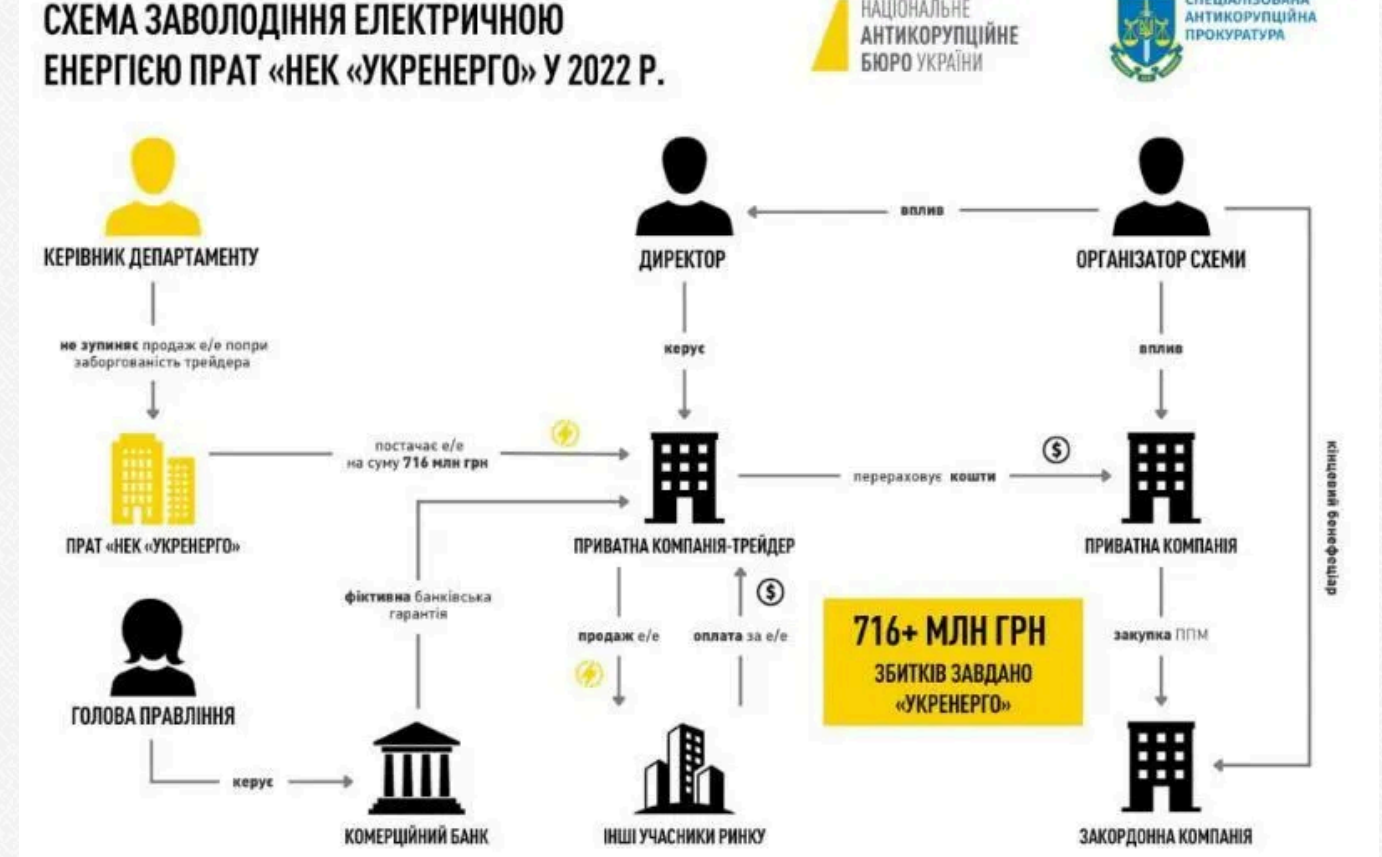 СХЕМА ЗАВОЛОДІННЯ ЕЛЕКТРИЧНОЮ
ЕНЕРГІЄЮ ПРАТ «НЕК «УКРЕНЕРГО» У 2022 Р.
НАЦІОНАЛЬНЕ
АНТИКОРУПЦІЙНЕ
БЮРО УКРАЇНИ
СПЕЦІАЛІЗОВАНА
АНТИКОРУПЦІЙНА
ПРОКУРАТУРА
КЕРІВНИК ДЕПАРТАМЕНТУ
ДИРЕКТОР
вплив
ОРГАНІЗАТОР СХЕМИ
не зупиняє продаж е/е попри
заборгованість трейдера
керує
вплив
постачає е/е
на суму 716 млн грн
перераховує кошти
кінцевий бенефеціар
ПРАТ «НЕК «УКРЕНЕРГО»
ПРИВАТНА КОМПАНІЯ-ТРЕЙДЕР
ПРИВАТНА КОМПАНІЯ
фіктивна банківська
гарантія
продаж е/е
оплата за е/е
716+ МЛН ГРН
ЗБИТКІВ ЗАВДАНО
«УКРЕНЕРГО»
закупка ППМ
ГОЛОВА ПРАВЛІННЯ
керує
КОМЕРЦІЙНИЙ БАНК
ІНШІ УЧАСНИКИ РИНКУ
ЗАКОРДОННА КОМПАНІЯ